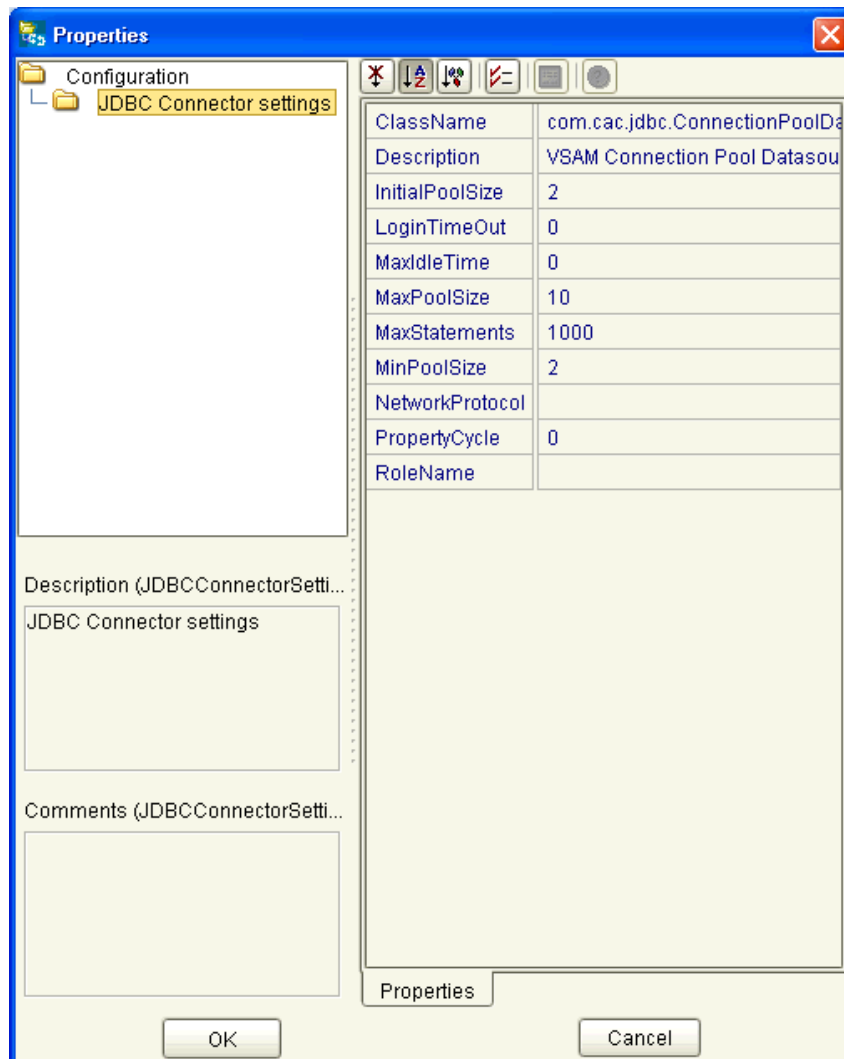 Properties
Configuration
JDBC Connector settings
ClassName com.cac.jdbc.ConnectionPoolDa
Description VSAM Connection Pool Datasou
InitialPoolSize 2
LoginTimeOut 0
MaxIdleTime 0
MaxPoolSize 10
MaxStatements 1000
MinPoolSize 2
NetworkProtocol
PropertyCycle 0
RoleName
Description (JDBCConnectorSetti...
JDBC Connector settings
Comments (JDBCConnectorSetti...
Properties
OK
Cancel